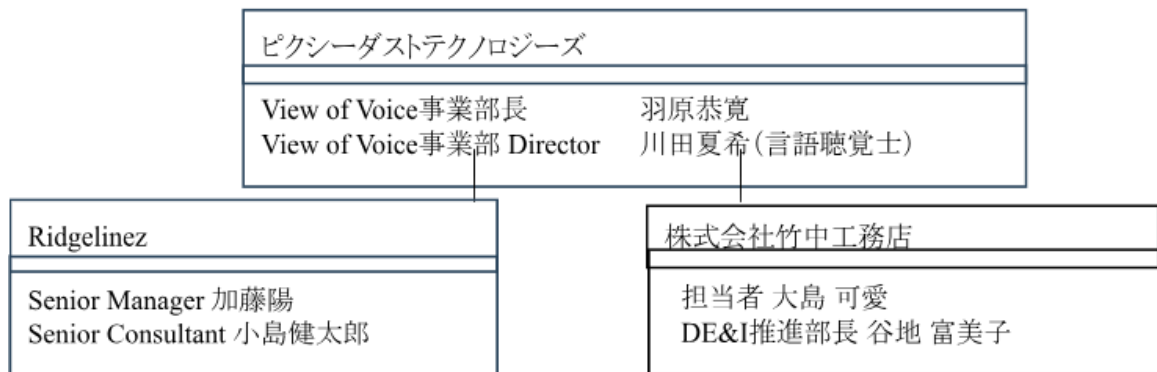 ピクシーダストテクノロジーズ
View of Voice事業部長 羽原恭寛
View of Voice事業部 Director 川田夏希(言語聴覚士)
Ridgelinez
Senior Manager 加藤陽
Senior Consultant 小島健太郎
株式会社竹中工務店
担当者 大島 可愛
DE&I推進部長 谷地 富美子